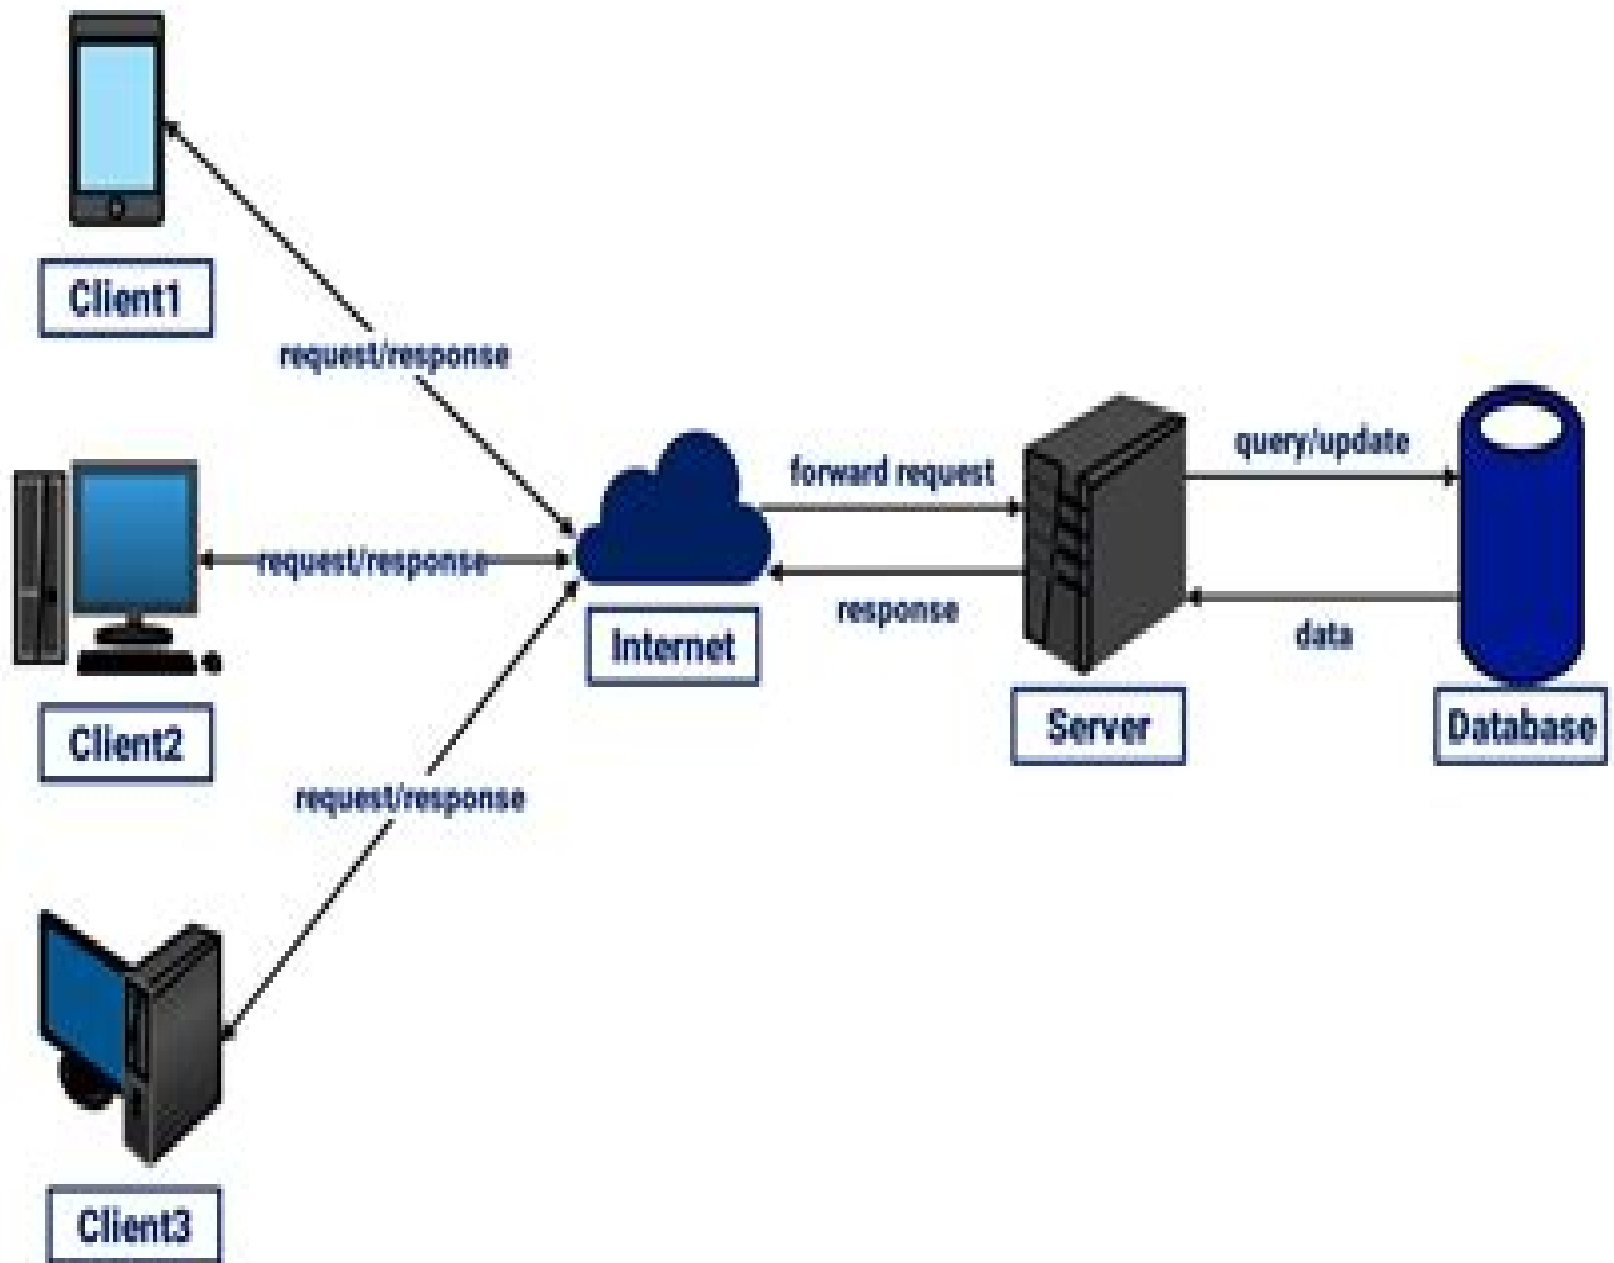 Client1
request/response
Client2
request/response
Client3
request/response
Internet
forward request
response
Server
query/update
data
Database